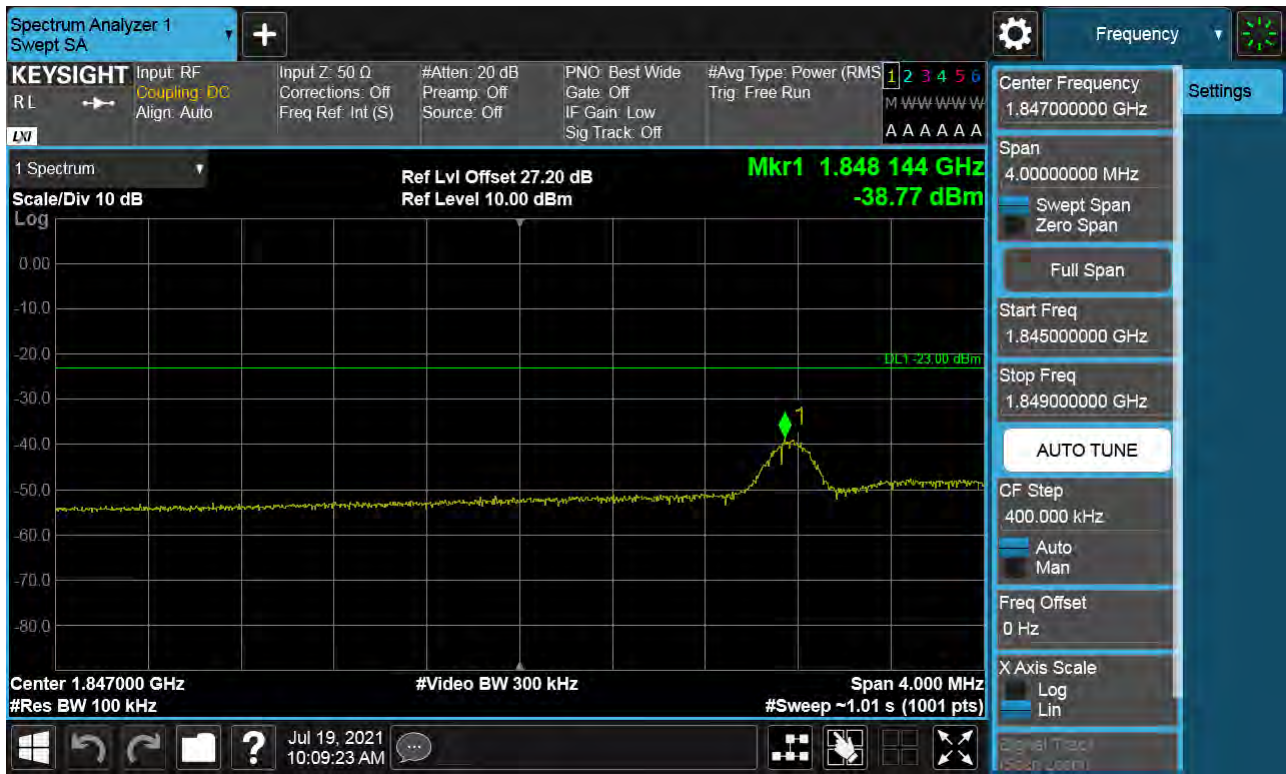 Spectrum Analyzer 1
Swept SA
Frequency
KEYSIGHT
RL
LXI
Input: RF
Coupling: DC
Align: Auto
Input Z: 50 Ω
Corrections: Off
Freq Ref: Int (S)
#Atten: 20 dB
Preamp: Off
Source: Off
PNO: Best Wide
Gate: Off
IF Gain: Low
Sig Track: Off
#Avg Type: Power (RMS
Trig: Free Run
1 2 3 4 5 6
M W W W W W
A A A A A A
1 Spectrum
Scale/Div 10 dB
Log
Ref Lvl Offset 27.20 dB
Ref Level 10.00 dBm
Mkr1 1.848 144 GHz
-38.77 dBm
0.00
-10.0
-20.0
-30.0
-40.0
-50.0
-60.0
-70.0
-80.0
DL1 -23.00 dBm
1
Center 1.847000 GHz
#Res BW 100 kHz
#Video BW 300 kHz
Span 4.000 MHz
#Sweep ~1.01 s (1001 pts)
Center Frequency
1.847000000 GHz
Settings
Span
4.00000000 MHz
Swept Span
Zero Span
Full Span
Start Freq
1.845000000 GHz
Stop Freq
1.849000000 GHz
AUTO TUNE
CF Step
400.000 kHz
Auto
Man
Freq Offset
0 Hz
X Axis Scale
Log
Lin
Signal Track
(Span Zoom)
?
Jul 19, 2021
10:09:23 AM